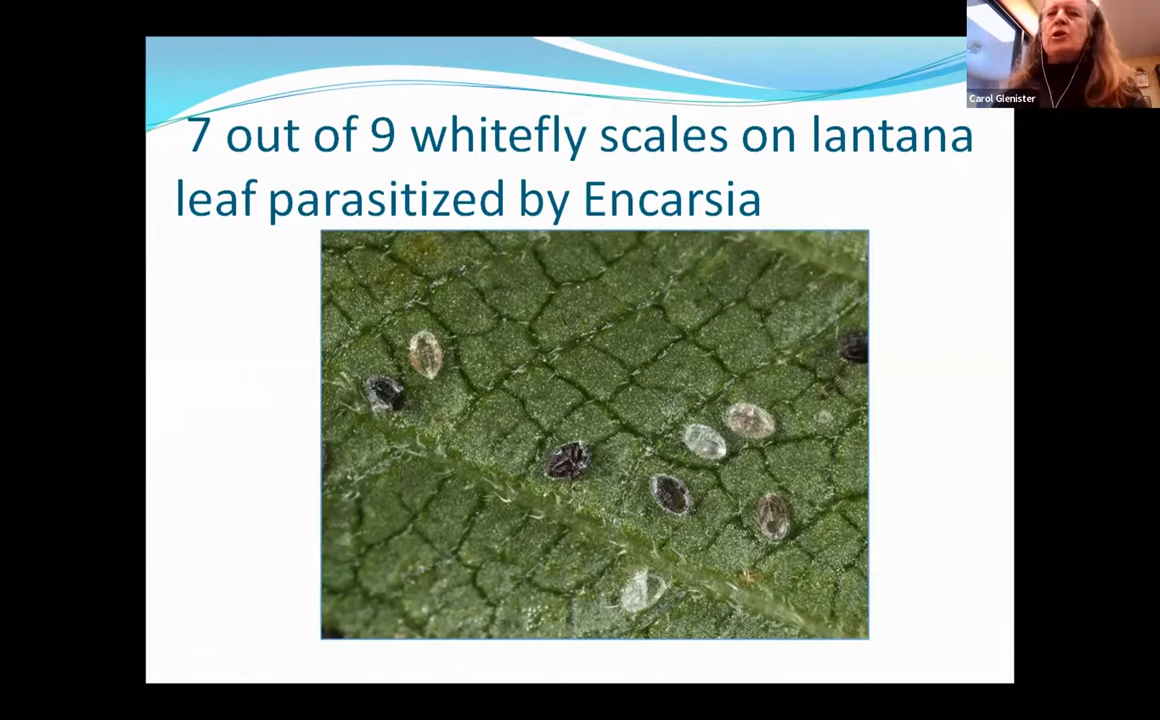 Carol Glenister
7 out of 9 whitefly scales on lantana
leaf parasitized by Encarsia